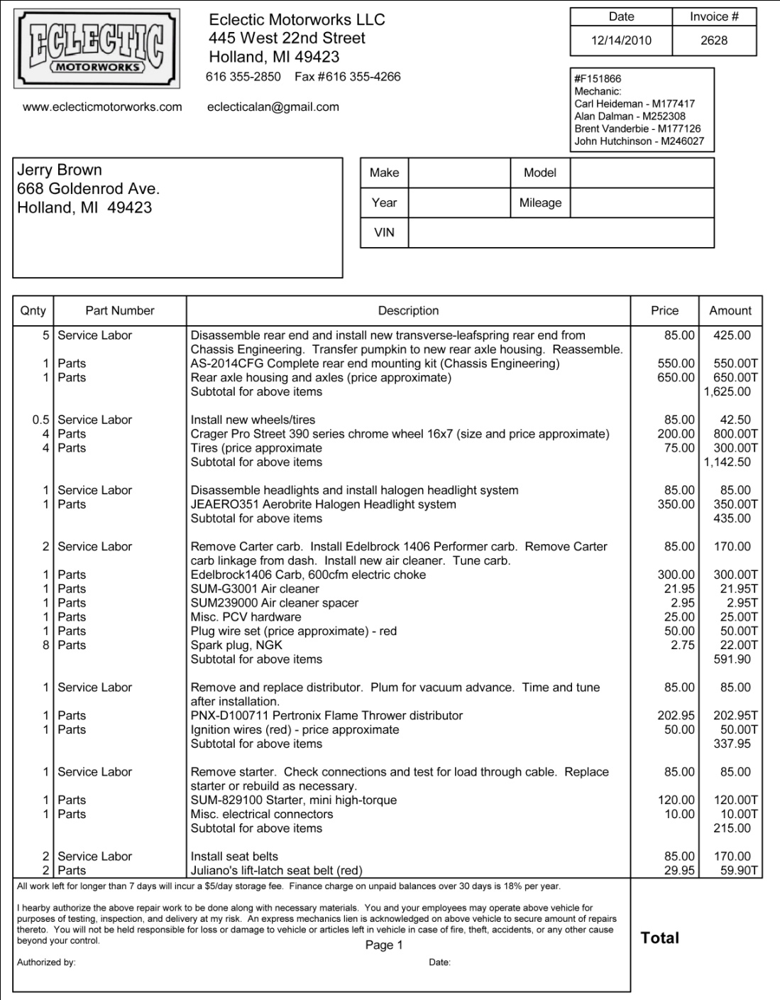 ECLECTIC
MOTORWORKS
www.eclecticmotorworks.com
Eclectic Motorworks LLC
445 West 22nd Street
Holland, MI 49423
616 355-2850 Fax #616 355-4266
eclecticalan@gmail.com
Date Invoice #
12/14/2010 2628
#F151866
Mechanic:
Carl Heideman - M177417
Alan Dalman - M252308
Brent Vanderbie - M177126
John Hutchinson - M246027
Jerry Brown
668 Goldenrod Ave.
Holland, MI 49423
Make Model
Year Mileage
VIN
Qnty Part Number Description Price Amount
5 Service Labor Disassemble rear end and install new transverse-leafspring rear end from 85.00 425.00
Chassis Engineering. Transfer pumpkin to new rear axle housing. Reassemble.
1 Parts AS-2014CFG Complete rear end mounting kit (Chassis Engineering) 550.00 550.00T
1 Parts Rear axle housing and axles (price approximate) 650.00 650.00T
Subtotal for above items 1,625.00
0.5 Service Labor Install new wheels/tires 85.00 42.50
4 Parts Crager Pro Street 390 series chrome wheel 16x7 (size and price approximate) 200.00 800.00T
4 Parts Tires (price approximate 75.00 300.00T
Subtotal for above items 1,142.50
1 Service Labor Disassemble headlights and install halogen headlight system 85.00 85.00
1 Parts JEAERO351 Aerobrite Halogen Headlight system 350.00 350.00T
Subtotal for above items 435.00
2 Service Labor Remove Carter carb. Install Edelbrock 1406 Performer carb. Remove Carter 85.00 170.00
carb linkage from dash. Install new air cleaner. Tune carb.
1 Parts Edelbrock1406 Carb, 600cfm electric choke 300.00 300.00T
1 Parts SUM-G3001 Air cleaner 21.95 21.95T
1 Parts SUM239000 Air cleaner spacer 2.95 2.95T
1 Parts Misc. PCV hardware 25.00 25.00T
1 Parts Plug wire set (price approximate) - red 50.00 50.00T
8 Parts Spark plug, NGK 2.75 22.00T
Subtotal for above items 591.90
1 Service Labor Remove and replace distributor. Plum for vacuum advance. Time and tune 85.00 85.00
after installation.
1 Parts PNX-D100711 Pertronix Flame Thrower distributor 202.95 202.95T
1 Parts Ignition wires (red) - price approximate 50.00 50.00T
Subtotal for above items 337.95
1 Service Labor Remove starter. Check connections and test for load through cable. Replace 85.00 85.00
starter or rebuild as necessary.
1 Parts SUM-829100 Starter, mini high-torque 120.00 120.00T
1 Parts Misc. electrical connectors 10.00 10.00T
Subtotal for above items 215.00
2 Service Labor Install seat belts 85.00 170.00
2 Parts Juliano's lift-latch seat belt (red) 29.95 59.90T
All work left for longer than 7 days will incur a $5/day storage fee. Finance charge on unpaid balances over 30 days is 18% per year.
I hearby authorize the above repair work to be done along with necessary materials. You and your employees may operate above vehicle for
purposes of testing, inspection, and delivery at my risk. An express mechanics lien is acknowledged on above vehicle to secure amount of repairs
thereto. You will not be held responsible for loss or damage to vehicle or articles left in vehicle in case of fire, theft, accidents, or any other cause
beyond your control.
Page 1
Total
Authorized by: Date: